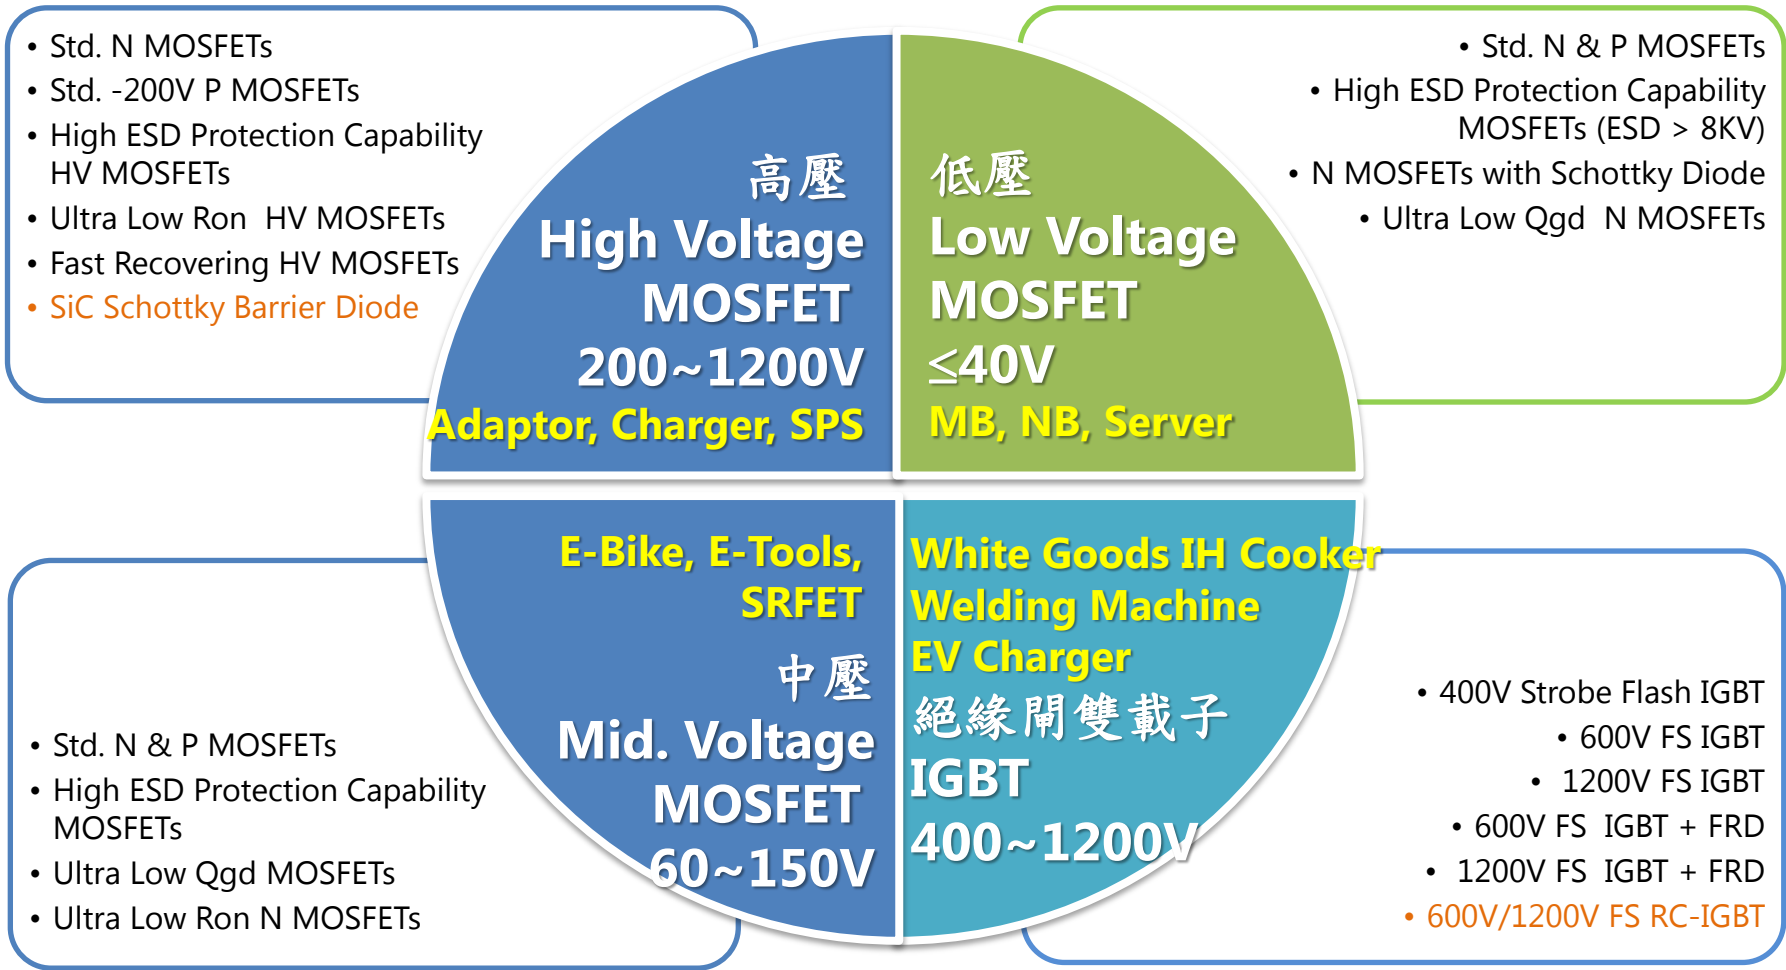 • Std. N MOSFETs
• Std. -200V P MOSFETs
• High ESD Protection Capability
HV MOSFETs
• Ultra Low Ron  HV MOSFETs
• Fast Recovering HV MOSFETs
• SiC Schottky Barrier Diode
高壓
High Voltage
MOSFET
200~1200V
Adaptor, Charger, SPS
低壓
Low Voltage
MOSFET
≤40V
MB, NB, Server
• Std. N & P MOSFETs
• High ESD Protection Capability
MOSFETs (ESD > 8KV)
• N MOSFETs with Schottky Diode
• Ultra Low Qgd  N MOSFETs
• Std. N & P MOSFETs
• High ESD Protection Capability
MOSFETs
• Ultra Low Qgd MOSFETs
• Ultra Low Ron N MOSFETs
E-Bike, E-Tools,
SRFET
中壓
Mid. Voltage
MOSFET
60~150V
White Goods IH Cooker
Welding Machine
EV Charger
絕緣閘雙載子
IGBT
400~1200V
• 400V Strobe Flash IGBT
• 600V FS IGBT
• 1200V FS IGBT
• 600V FS  IGBT + FRD
• 1200V FS  IGBT + FRD
• 600V/1200V FS RC-IGBT